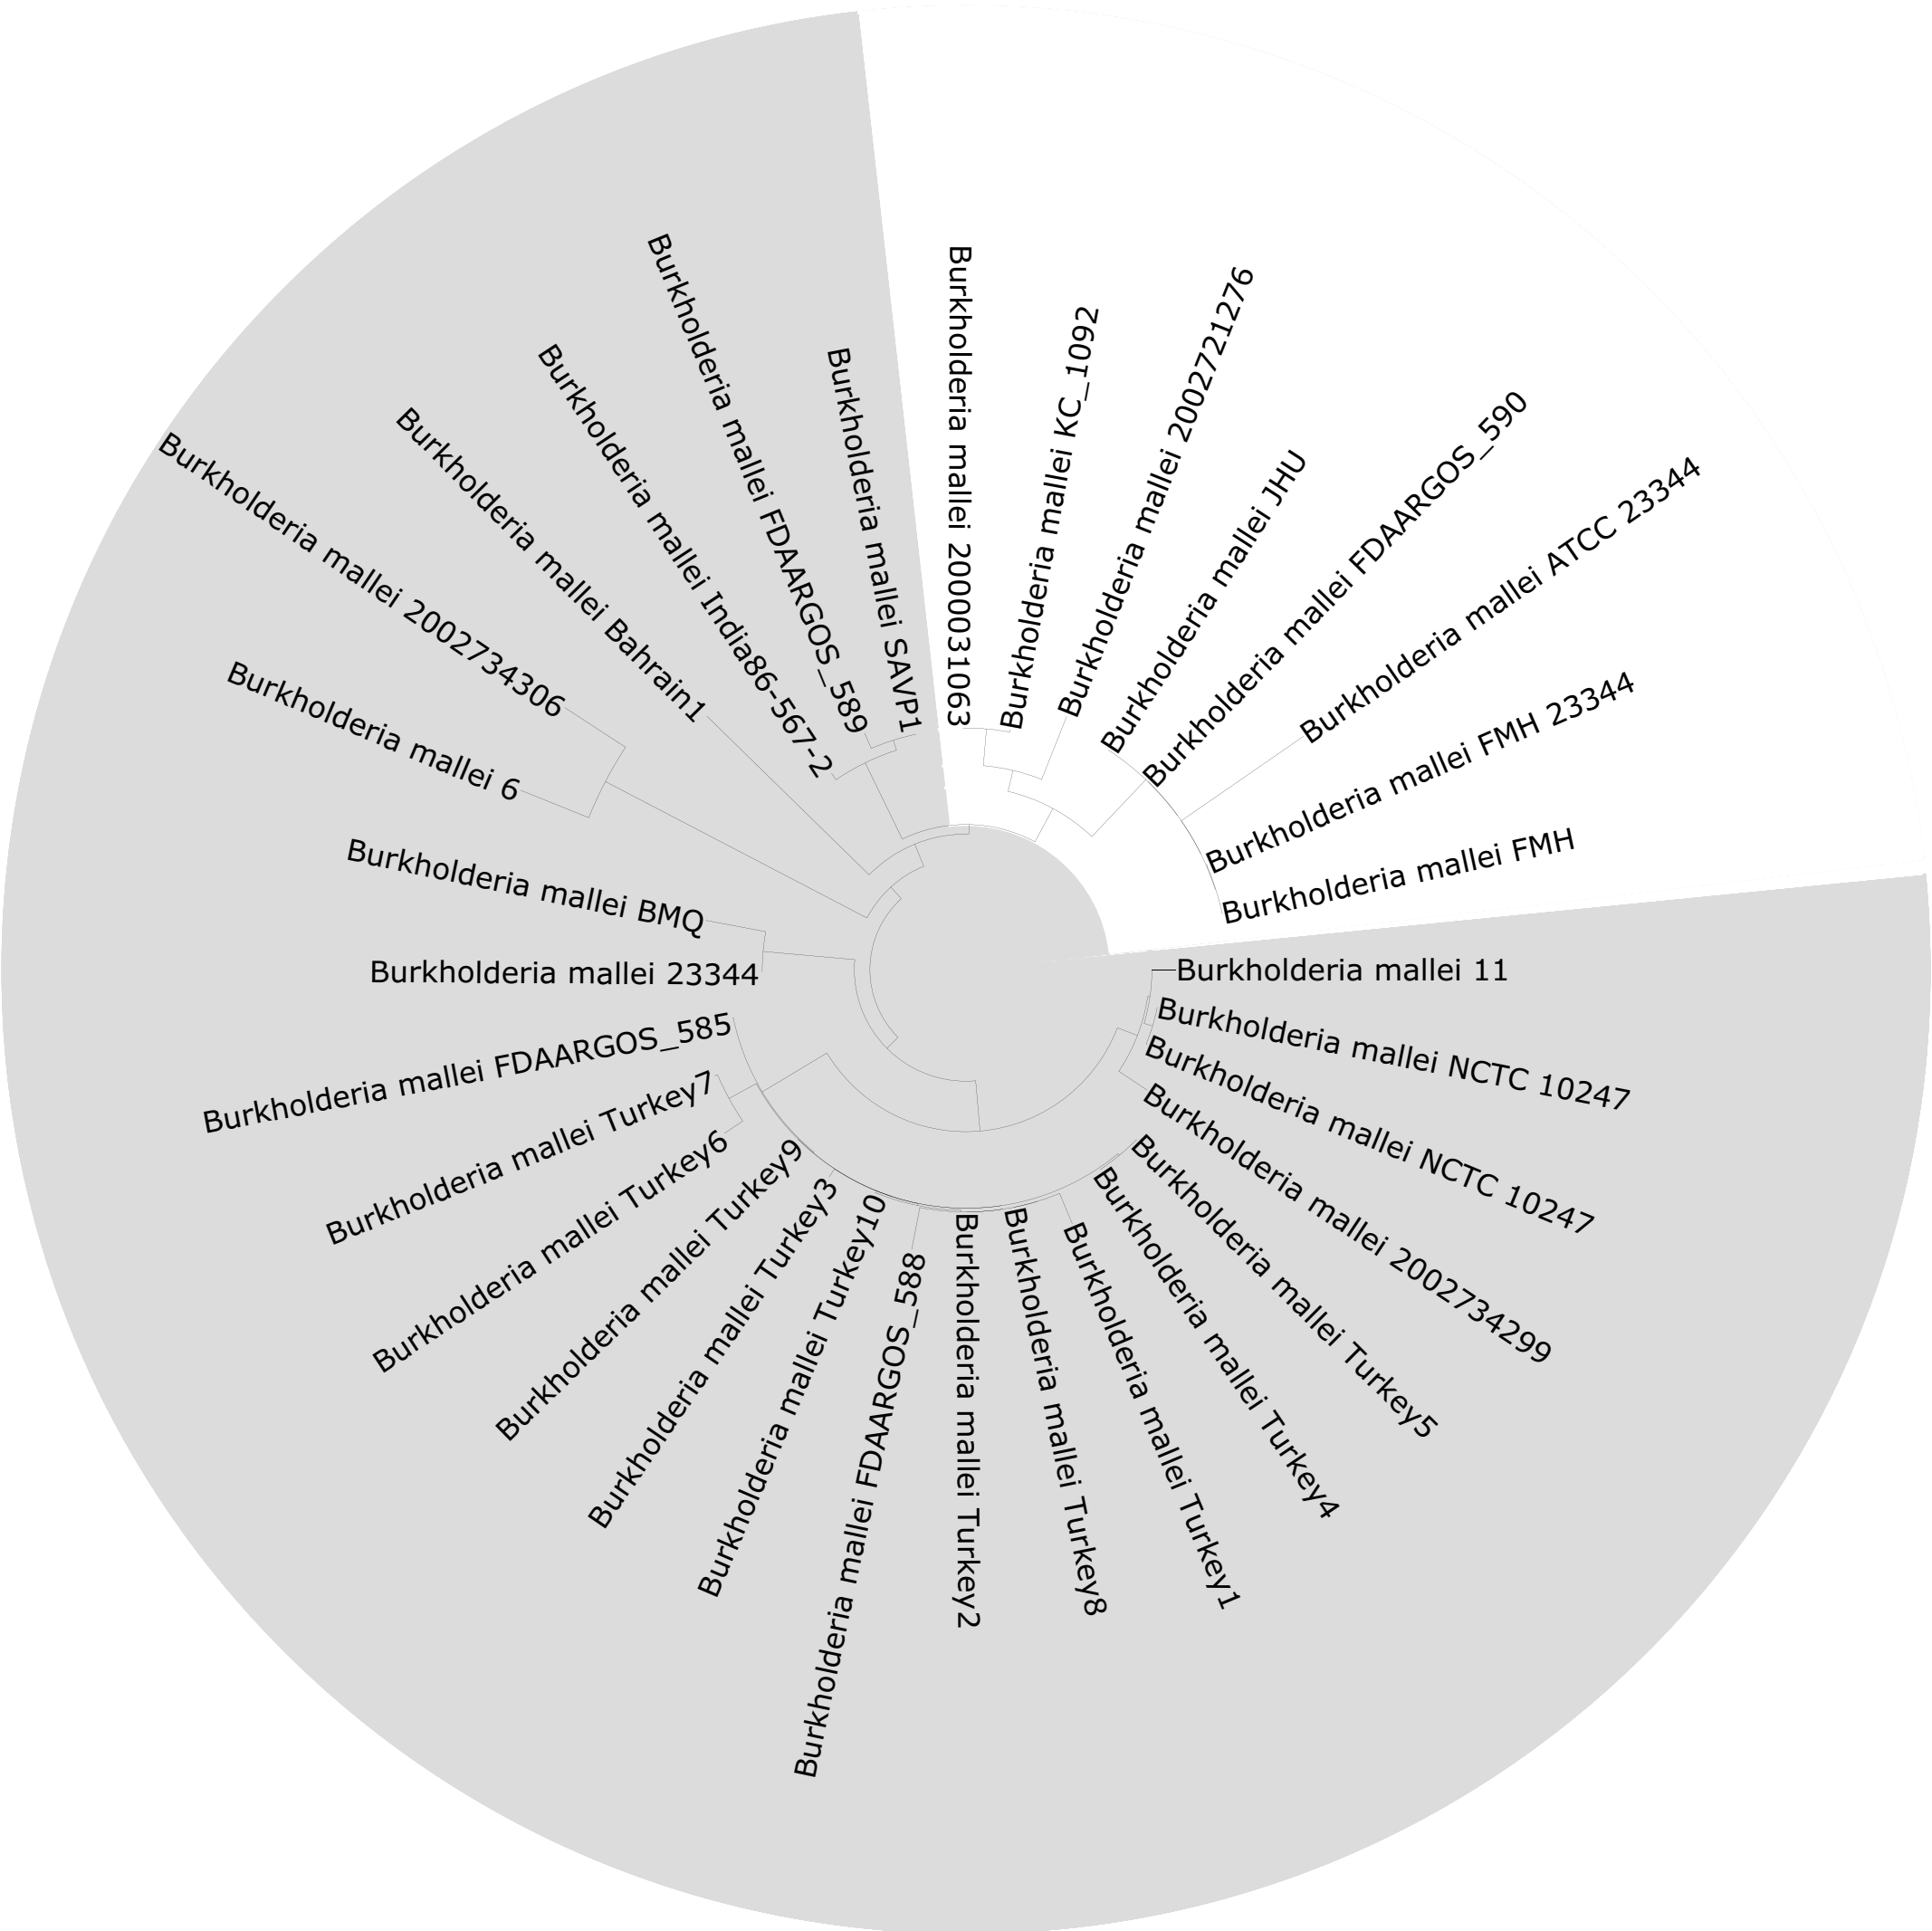 Burkholderia mallei 2000031063
Burkholderia mallei KC_1092
Burkholderia mallei 2002721276
Burkholderia mallei JHU
Burkholderia mallei FDAARGOS_590
Burkholderia mallei ATCC 23344
Burkholderia mallei FMH 23344
Burkholderia mallei FMH
Burkholderia mallei 11
Burkholderia mallei NCTC 10247
Burkholderia mallei NCTC 10247
Burkholderia mallei 2002734299
Burkholderia mallei Turkey5
Burkholderia mallei Turkey4
Burkholderia mallei Turkey1
Burkholderia mallei Turkey8
Burkholderia mallei Turkey2
Burkholderia mallei FDAARGOS_588
Burkholderia mallei Turkey10
Burkholderia mallei Turkey3
Burkholderia mallei Turkey9
Burkholderia mallei Turkey6
Burkholderia mallei Turkey7
Burkholderia mallei FDAARGOS_585
Burkholderia mallei 23344
Burkholderia mallei BMQ
Burkholderia mallei 6
Burkholderia mallei 2002734306
Burkholderia mallei Bahrain1
Burkholderia mallei India86-567-2
Burkholderia mallei FDAARGOS_589
Burkholderia mallei SAVP1